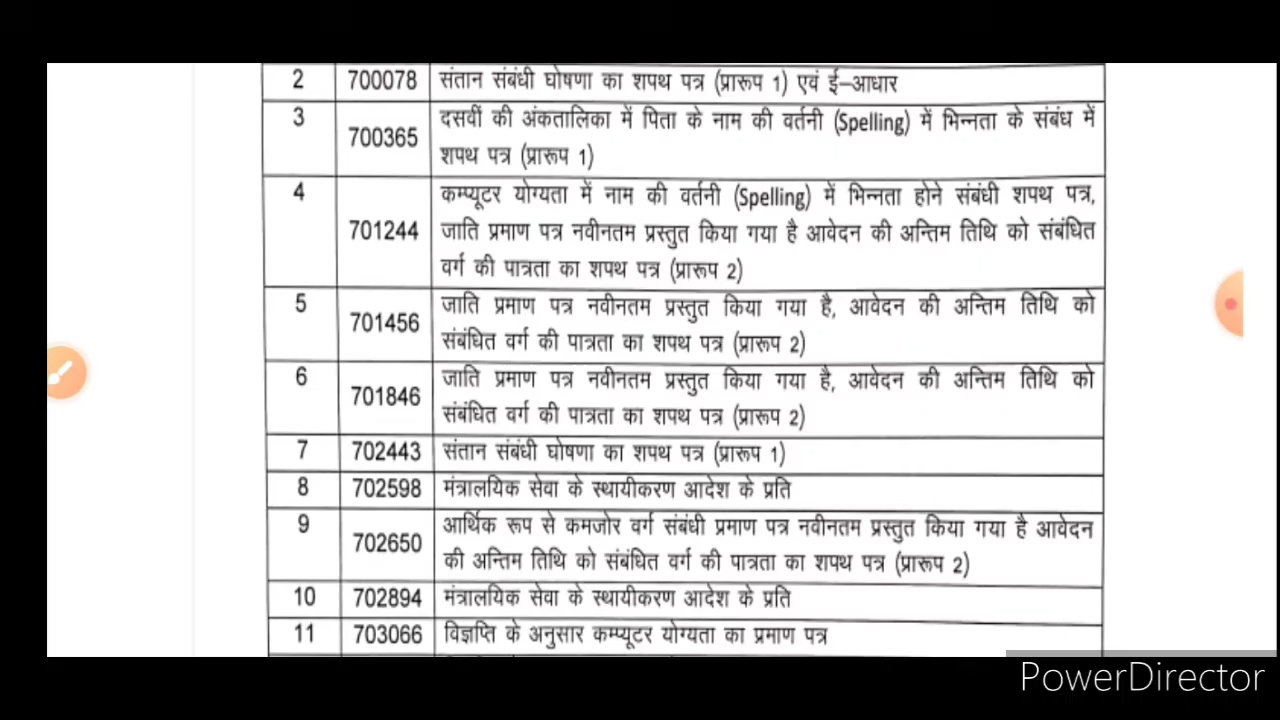 2 700078 संतान संबंधी घोषणा का शपथ पत्र (प्रारूप 1) एवं ई–आधार
3 700365 दसवीं की अंकतालिका में पिता के नाम की वर्तनी (Spelling) में भिन्नता के संबंध में
शपथ पत्र (प्रारूप 1)
4 701244 कम्प्यूटर योग्यता में नाम की वर्तनी (Spelling) में भिन्नता होने संबंधी शपथ पत्र,
जाति प्रमाण पत्र नवीनतम प्रस्तुत किया गया है आवेदन की अन्तिम तिथि को संबंधित
वर्ग की पात्रता का शपथ पत्र (प्रारूप 2)
5 701456 जाति प्रमाण पत्र नवीनतम प्रस्तुत किया गया है, आवेदन की अन्तिम तिथि को
संबंधित वर्ग की पात्रता का शपथ पत्र (प्रारूप 2)
6 701846 जाति प्रमाण पत्र नवीनतम प्रस्तुत किया गया है, आवेदन की अन्तिम तिथि को
संबंधित वर्ग की पात्रता का शपथ पत्र (प्रारूप 2)
7 702443 संतान संबंधी घोषणा का शपथ पत्र (प्रारूप 1)
8 702598 मंत्रालयिक सेवा के स्थायीकरण आदेश के प्रति
9 702650 आर्थिक रूप से कमजोर वर्ग संबंधी प्रमाण पत्र नवीनतम प्रस्तुत किया गया है आवेदन
की अन्तिम तिथि को संबंधित वर्ग की पात्रता का शपथ पत्र (प्रारूप 2)
10 702894 मंत्रालयिक सेवा के स्थायीकरण आदेश के प्रति
11 703066 विज्ञप्ति के अनुसार कम्प्यूटर योग्यता का प्रमाण पत्र
PowerDirector